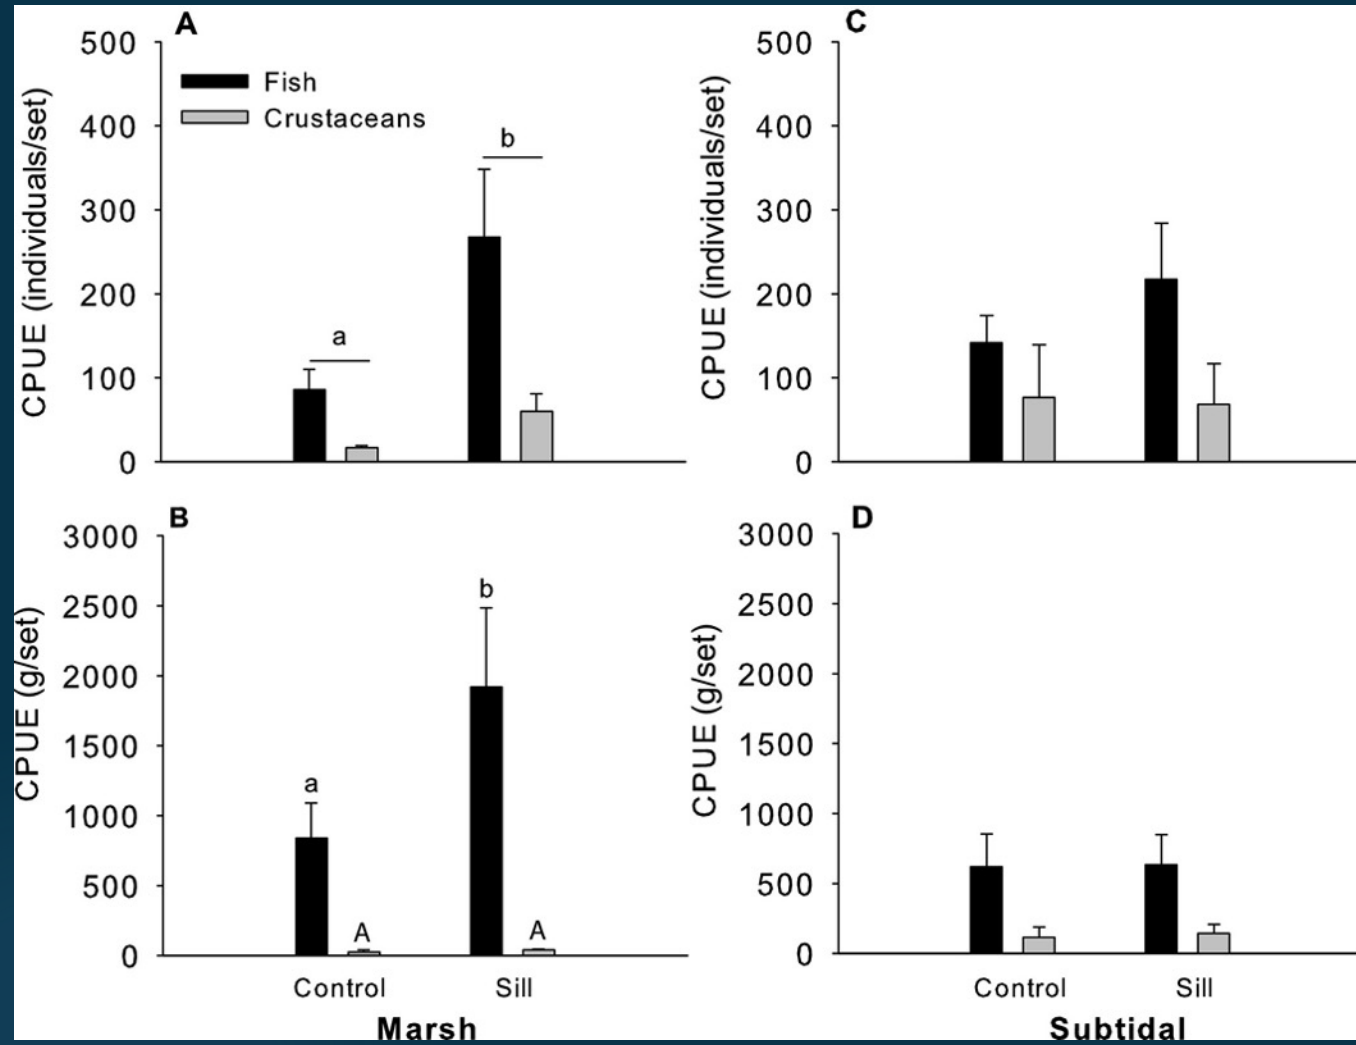 A
500
400
300
200
100
0
CPUE (individuals/set)
Fish
Crustaceans
a
b
C
500
400
300
200
100
0
CPUE (individuals/set)
B
3000
2500
2000
1500
1000
500
0
CPUE (g/set)
a
A
b
A
Control Sill
Marsh
D
3000
2500
2000
1500
1000
500
0
CPUE (g/set)
Control Sill
Subtidal